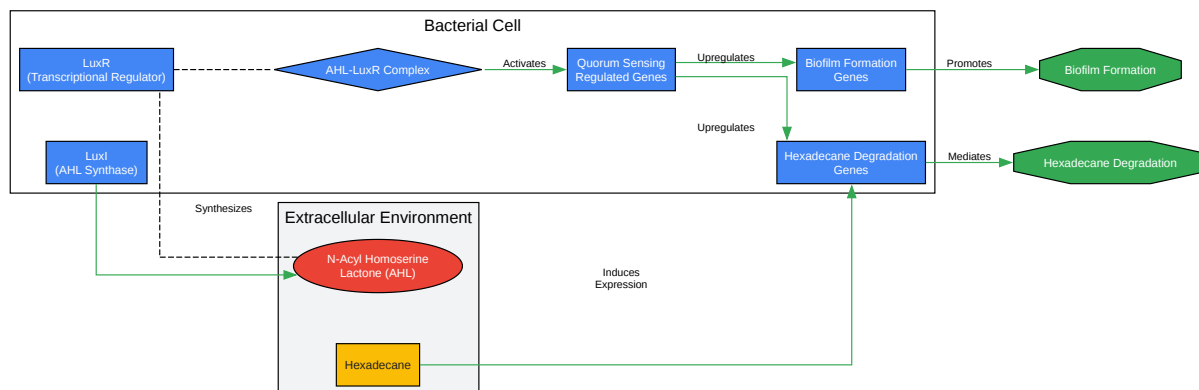 Bacterial Cell
LuxR
(Transcriptional Regulator)
AHL-LuxR Complex
Activates
Quorum Sensing
Regulated Genes
Upregulates
Biofilm Formation
Genes
Promotes
Biofilm Formation
Upregulates
LuxI
(AHL Synthase)
Hexadecane Degradation
Genes
Mediates
Hexadecane Degradation
Synthesizes
Extracellular Environment
N-Acyl Homoserine
Lactone (AHL)
Induces
Expression
Hexadecane